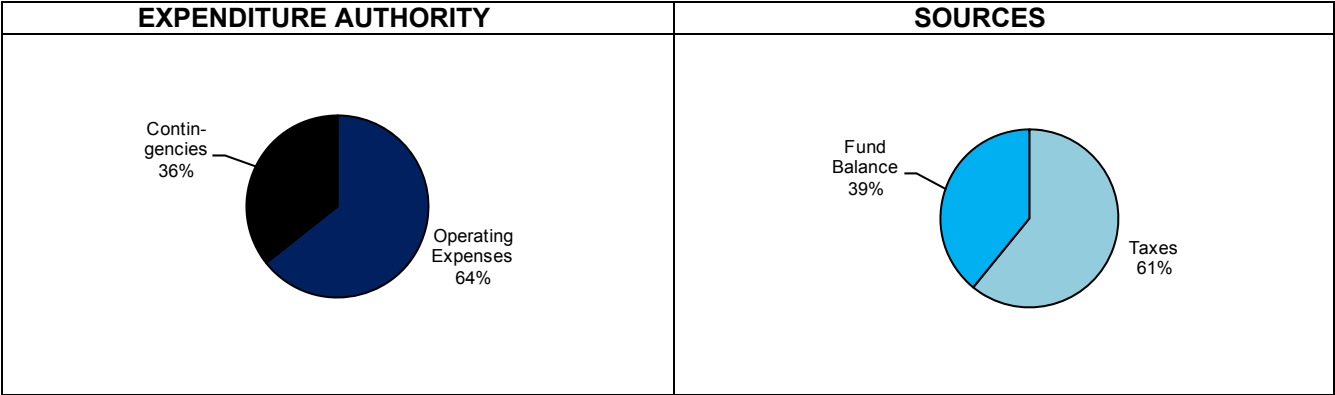 EXPENDITURE AUTHORITY
Contin-
gencies
36%
Operating
Expenses
64%
SOURCES
Fund
Balance
39%
Taxes
61%